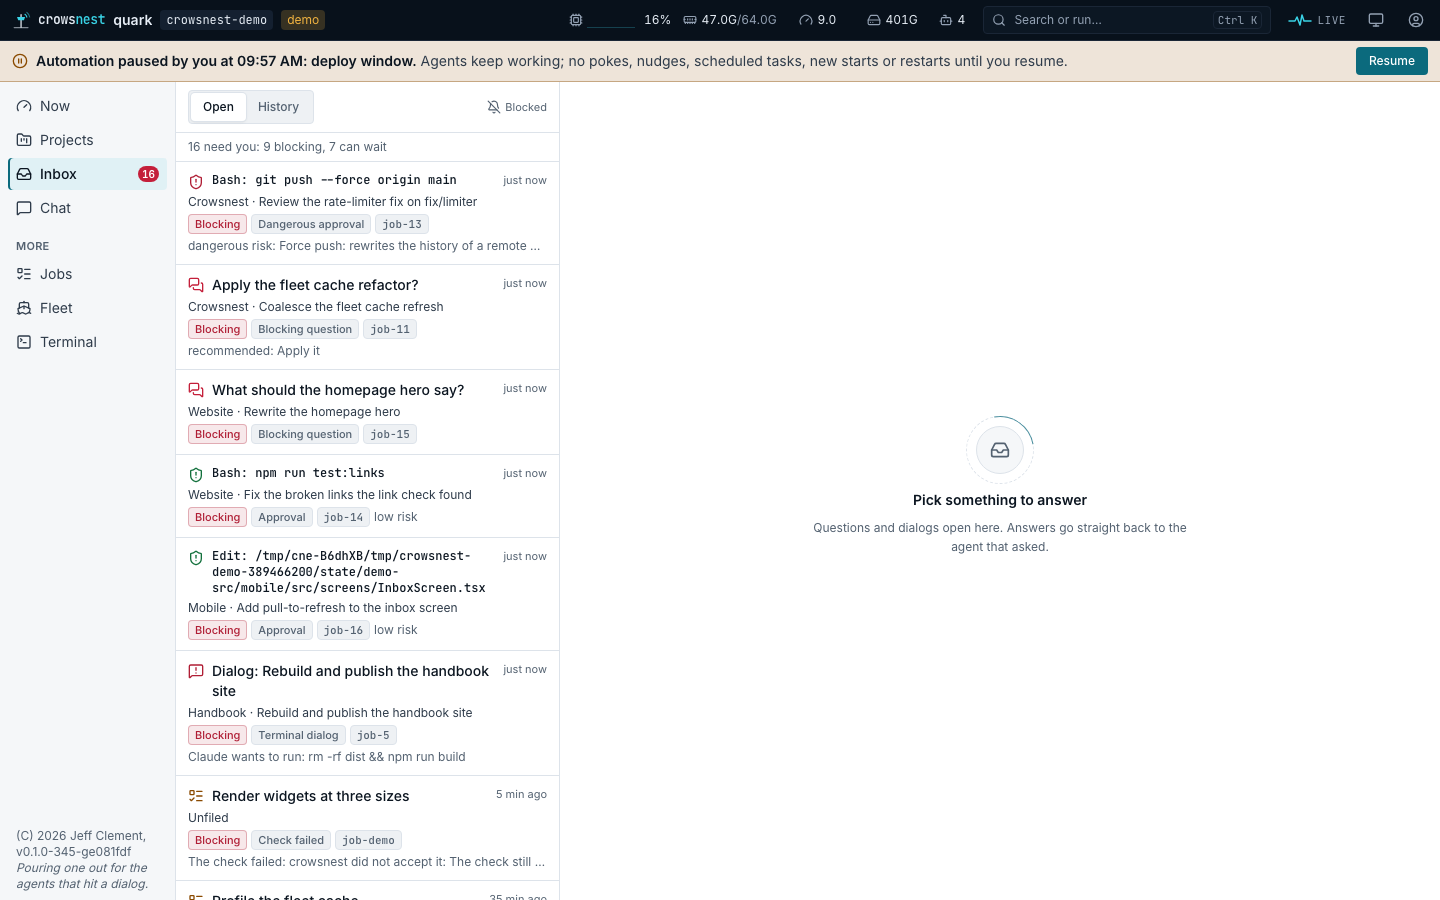 crowsnest quark crowsnest-demo demo 16% 47.0G/64.0G 9.0 401G 4 Search or run... Ctrl K LIVE
Automation paused by you at 09:57 AM: deploy window. Agents keep working; no pokes, nudges, scheduled tasks, new starts or restarts until you resume. Resume
Now
Projects
Inbox 16
Chat
MORE
Jobs
Fleet
Terminal
(C) 2026 Jeff Clement,
v0.1.0-345-ge081fdf
Pouring one out for the
agents that hit a dialog.
Open History Blocked
16 need you: 9 blocking, 7 can wait
Bash: git push --force origin main just now
Crowsnest · Review the rate-limiter fix on fix/limiter
Blocking Dangerous approval job-13
dangerous risk: Force push: rewrites the history of a remote ...
Apply the fleet cache refactor? just now
Crowsnest · Coalesce the fleet cache refresh
Blocking Blocking question job-11
recommended: Apply it
What should the homepage hero say? just now
Website · Rewrite the homepage hero
Blocking Blocking question job-15
Bash: npm run test:links just now
Website · Fix the broken links the link check found
Blocking Approval job-14 low risk
Edit: /tmp/cne-B6dhXB/tmp/crowsnest- just now
demo-389466200/state/demo-
src/mobile/src/screens/InboxScreen.tsx
Mobile · Add pull-to-refresh to the inbox screen
Blocking Approval job-16 low risk
Dialog: Rebuild and publish the handbook just now
site
Handbook · Rebuild and publish the handbook site
Blocking Terminal dialog job-5
Claude wants to run: rm -rf dist && npm run build
Render widgets at three sizes 5 min ago
Unfiled
Blocking Check failed job-demo
The check failed: crowsnest did not accept it: The check still ...
Profile the fleet cache 35 min ago
Pick something to answer
Questions and dialogs open here. Answers go straight back to the
agent that asked.